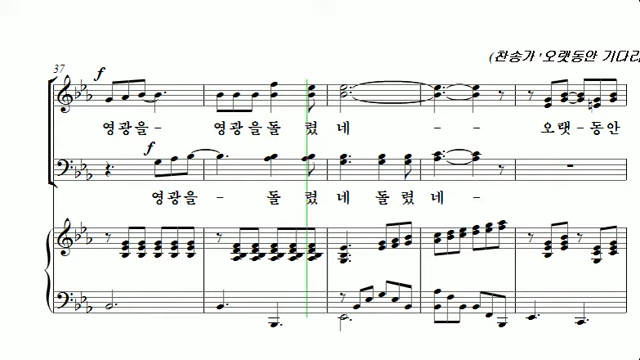 (찬송가 '오랫동안 기다리
37
f
영광을- 영광을돌 렸 네 - - 오랫-동안
f
영광을 - 돌 렸 네 돌 렸 네-